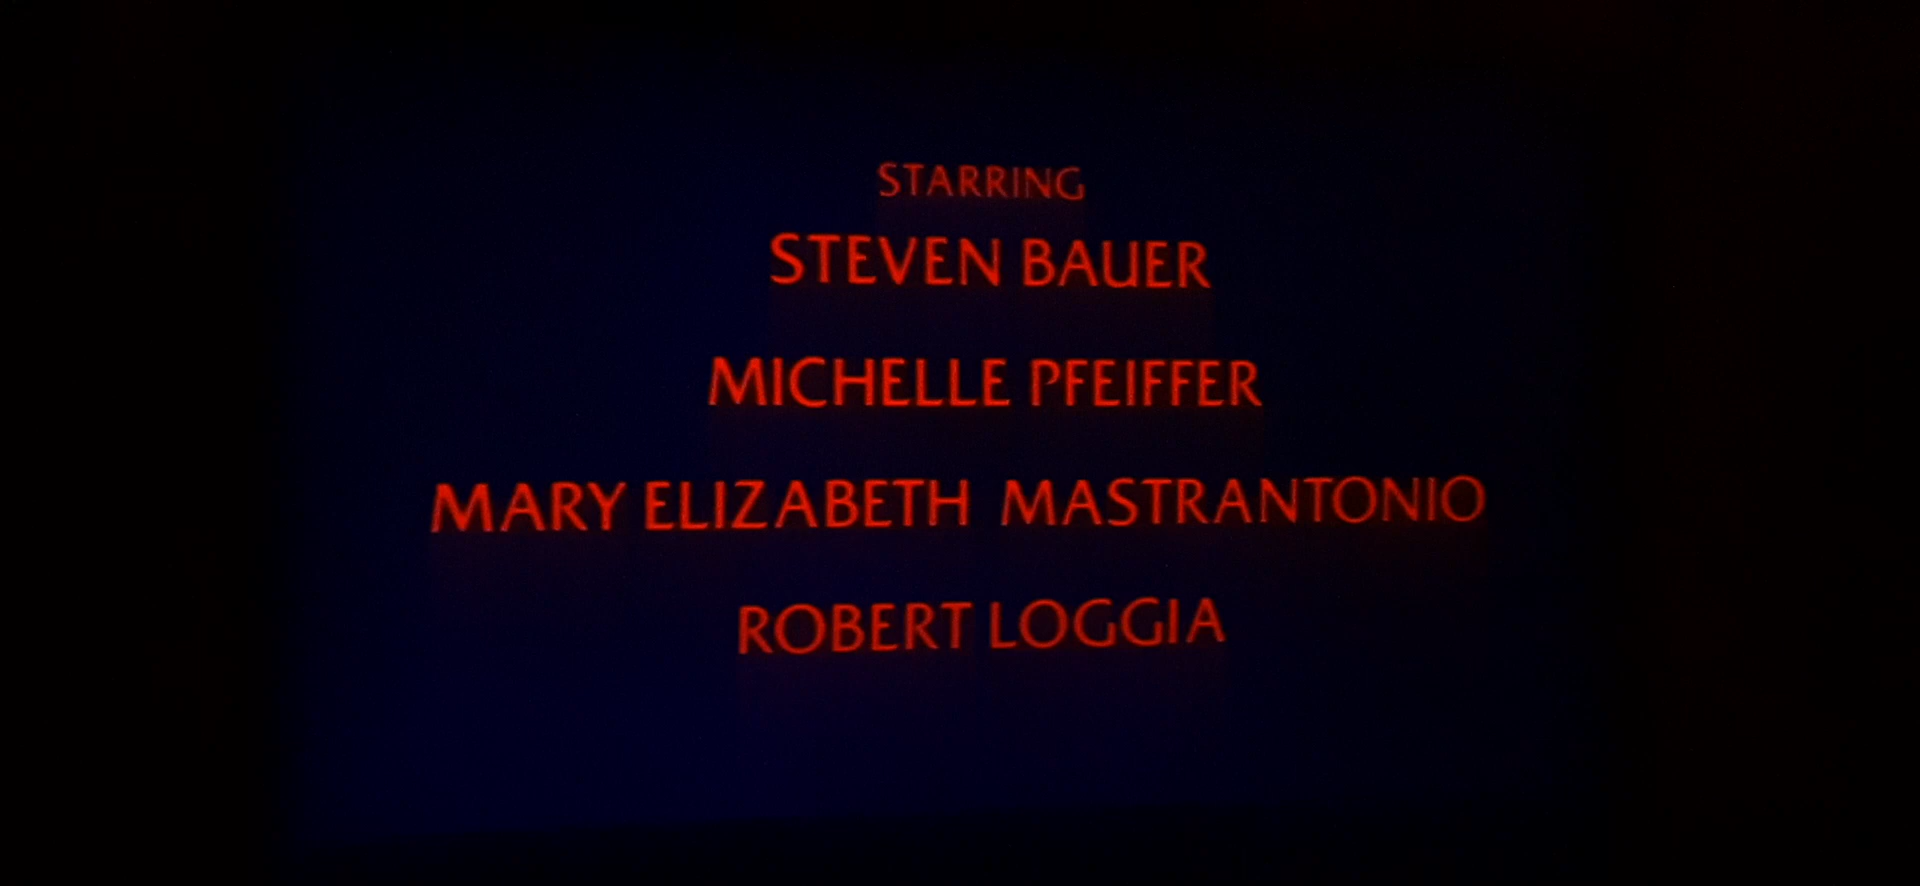 STARRING
STEVEN BAUER
MICHELLE PFEIFFER
MARY ELIZABETH MASTRANTONIO
ROBERT LOGGIA